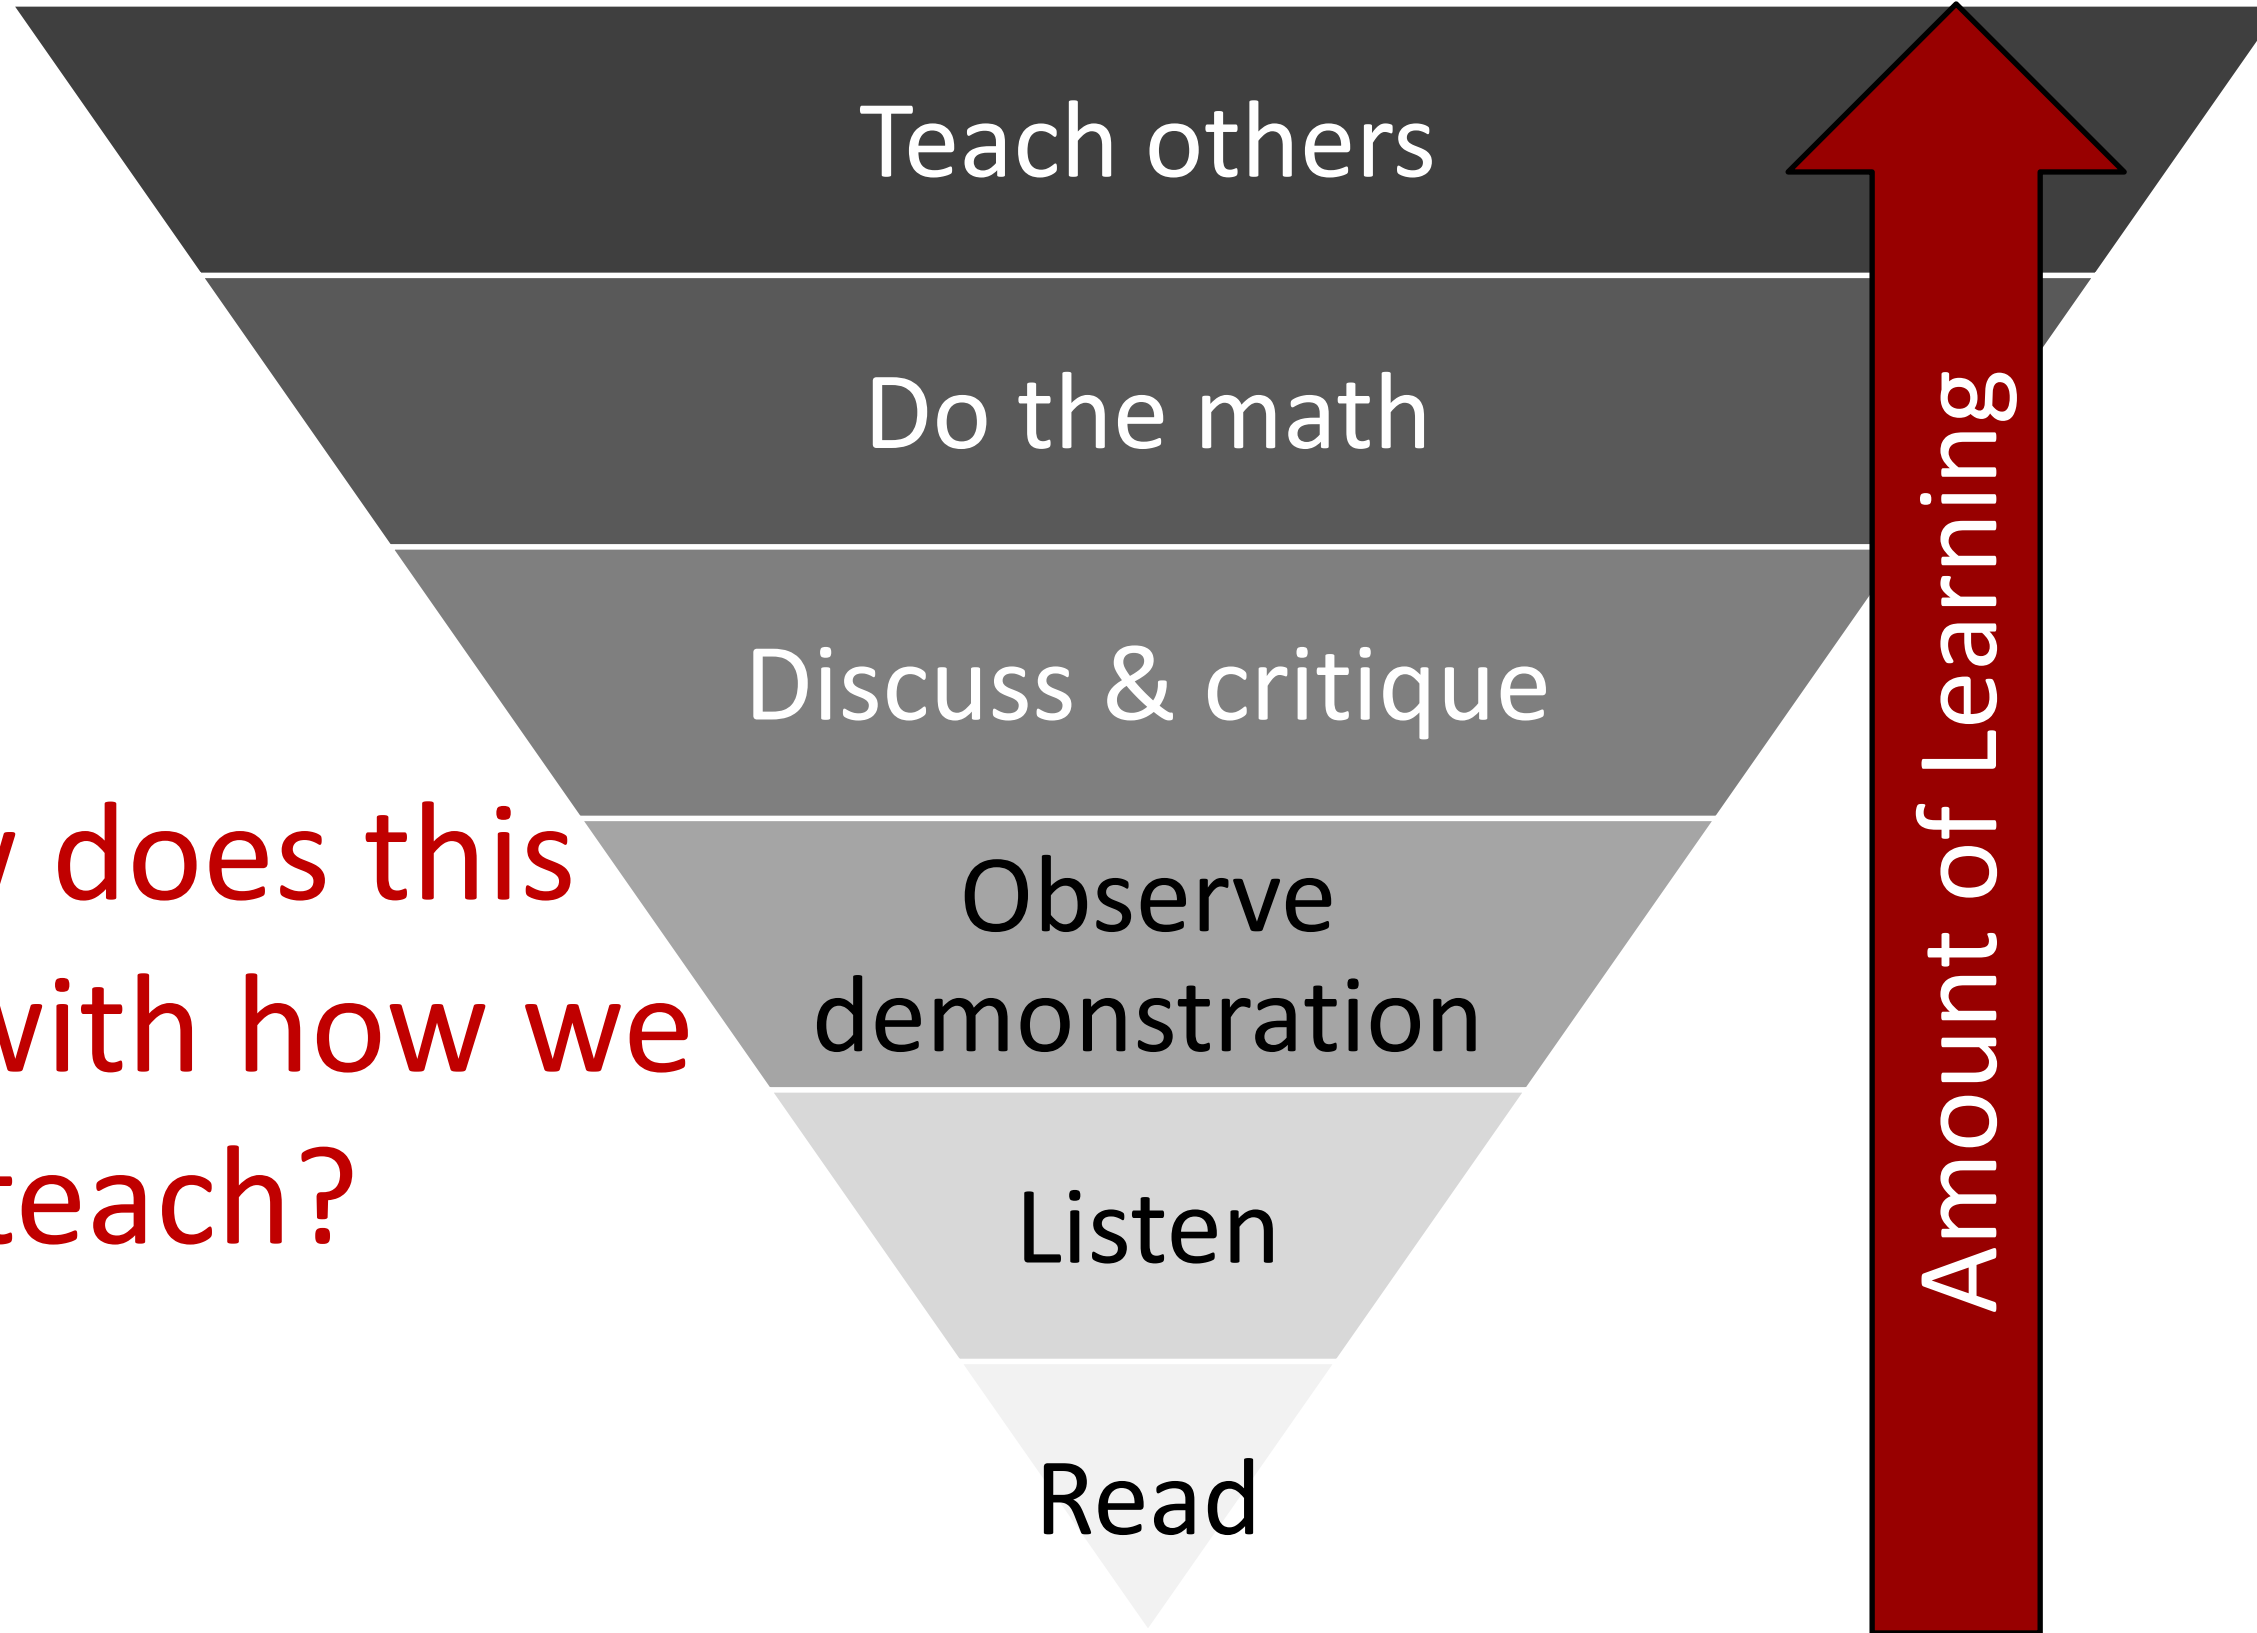 Teach others
Do the math
Discuss & critique
Observe
demonstration
Listen
Read
Amount of Learning
does this
with how we
teach?